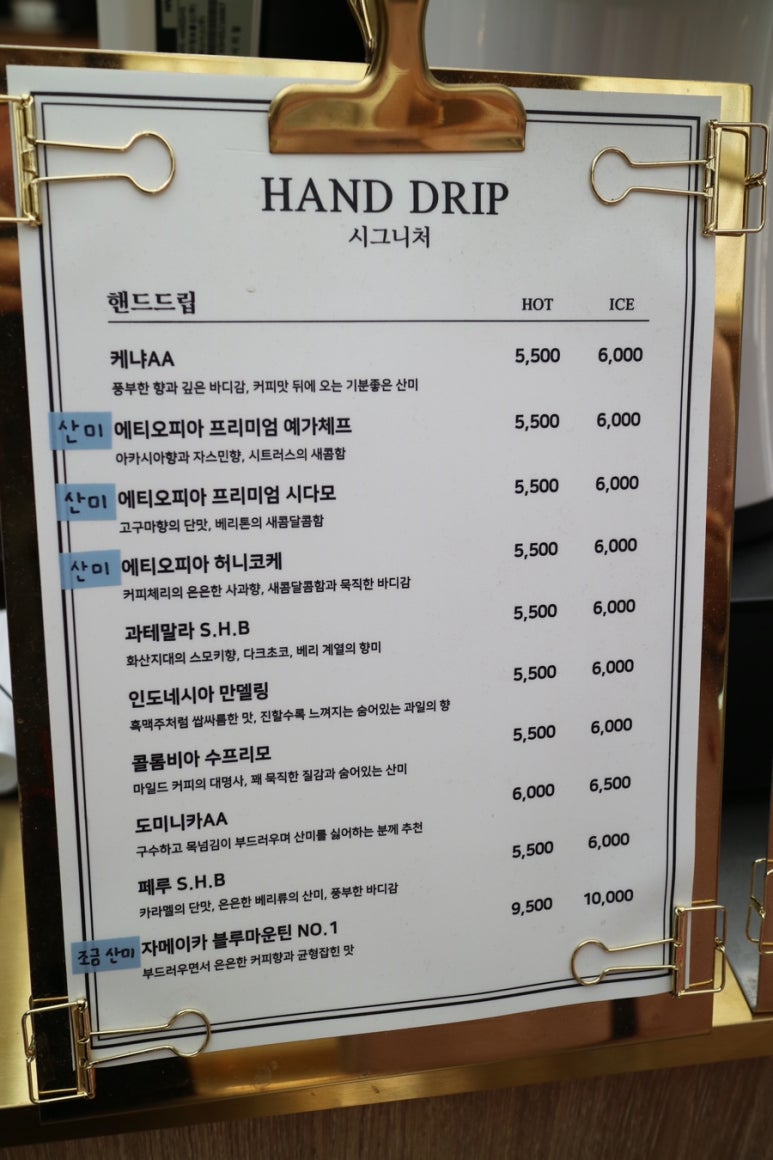 HAND DRIP
시그니처
핸드드립 HOT ICE
케냐AA 5,500 6,000
풍부한 향과 깊은 바디감, 커피맛 뒤에 오는 기분좋은 산미
산미 에티오피아 프리미엄 예가체프 5,500 6,000
아카시아향과 자스민향, 시트러스의 새콤함
산미 에티오피아 프리미엄 시다모 5,500 6,000
고구마향의 단맛, 베리톤의 새콤달콤함
산미 에티오피아 허니코케 5,500 6,000
커피체리의 은은한 사과향, 새콤달콤함과 묵직한 바디감
과테말라 S.H.B 5,500 6,000
화산지대의 스모키향, 다크초코, 베리 계열의 향미
인도네시아 만델링 5,500 6,000
흑맥주처럼 쌉싸름한 맛, 진할수록 느껴지는 숨어있는 과일의 향
콜롬비아 수프리모 5,500 6,000
마일드 커피의 대명사, 꽤 묵직한 질감과 숨어있는 산미
도미니카AA 6,000 6,500
구수하고 목넘김이 부드러우며 산미를 싫어하는 분께 추천
페루 S.H.B 5,500 6,000
카라멜의 단맛, 은은한 베리류의 산미, 풍부한 바디감
조금 산미 자메이카 블루마운틴 NO.1 9,500 10,000
부드러우면서 은은한 커피향과 균형잡힌 맛